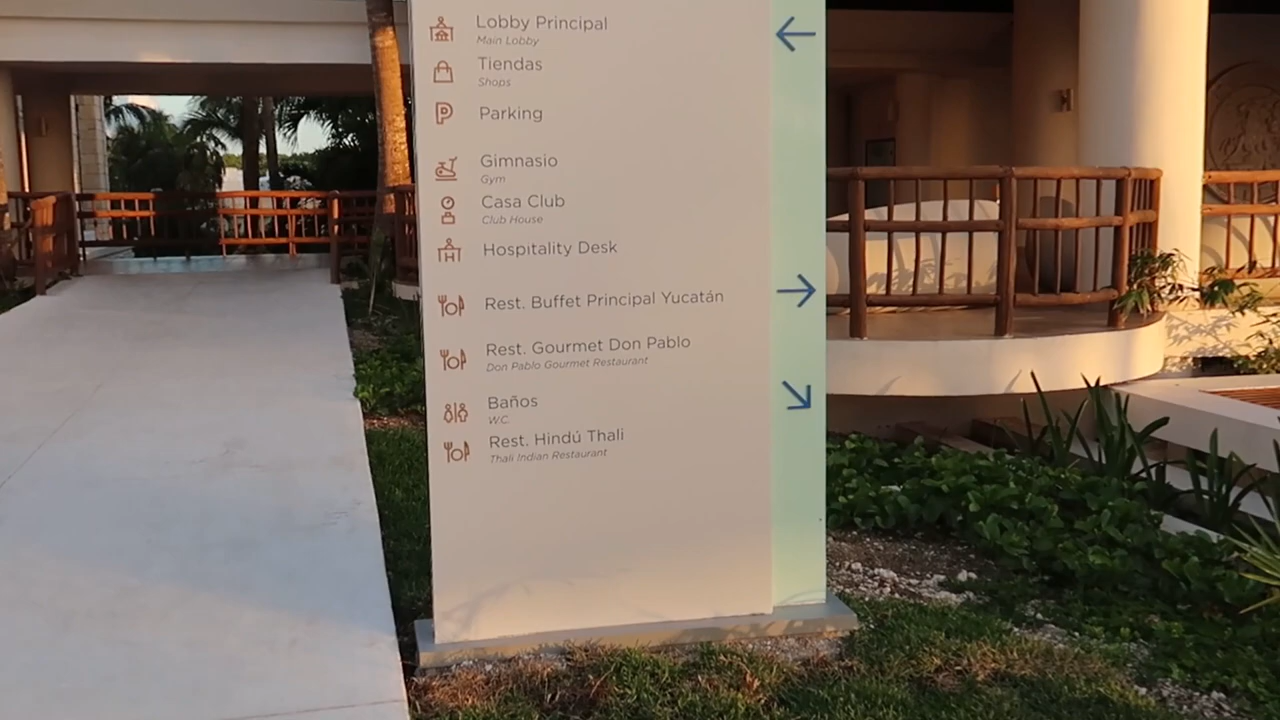 Lobby Principal
Main Lobby
Tiendas
Shops
Parking
Gimnasio
Gym
Casa Club
Club House
Hospitality Desk
Rest. Buffet Principal Yucatán
Rest. Gourmet Don Pablo
Don Pablo Gourmet Restaurant
Baños
W.C.
Rest. Hindú Thali
Thali Indian Restaurant